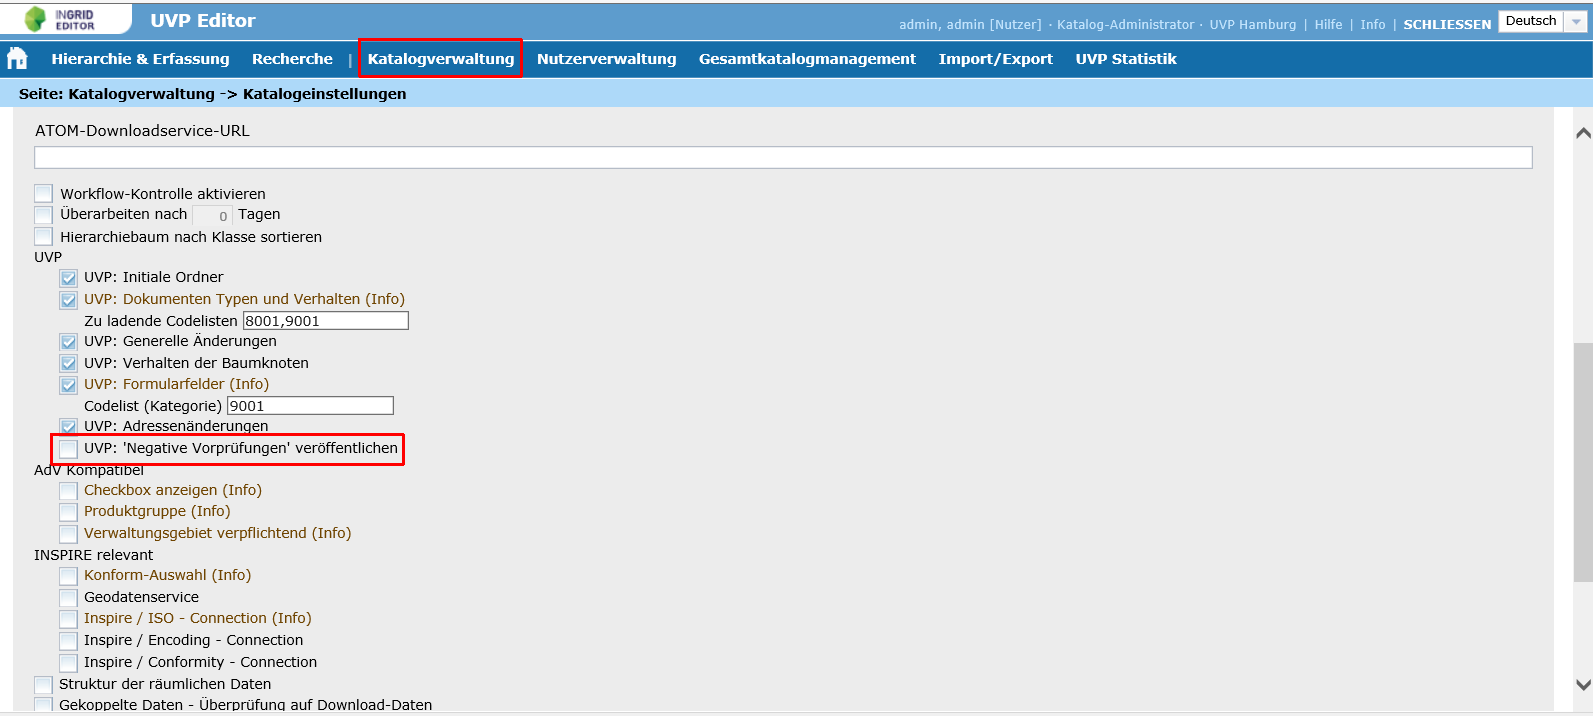 INGRID
EDITOR
UVP Editor
admin, admin [Nutzer] · Katalog-Administrator · UVP Hamburg | Hilfe | Info | SCHLIESSEN Deutsch
Hierarchie & Erfassung Recherche | Katalogverwaltung Nutzerverwaltung Gesamtkatalogmanagement Import/Export UVP Statistik
Seite: Katalogverwaltung -> Katalogeinstellungen
ATOM-Downloadservice-URL
Workflow-Kontrolle aktivieren
Überarbeiten nach 0 Tagen
Hierarchiebaum nach Klasse sortieren
UVP
UVP: Initiale Ordner
UVP: Dokumenten Typen und Verhalten (Info)
Zu ladende Codelisten 8001,9001
UVP: Generelle Änderungen
UVP: Verhalten der Baumknoten
UVP: Formularfelder (Info)
Codelist (Kategorie) 9001
UVP: Adressenänderungen
UVP: 'Negative Vorprüfungen' veröffentlichen
AdV Kompatibel
Checkbox anzeigen (Info)
Produktgruppe (Info)
Verwaltungsgebiet verpflichtend (Info)
INSPIRE relevant
Konform-Auswahl (Info)
Geodatenservice
Inspire / ISO - Connection (Info)
Inspire / Encoding - Connection
Inspire / Conformity - Connection
Struktur der räumlichen Daten
Gekoppelte Daten - Überprüfung auf Download-Daten